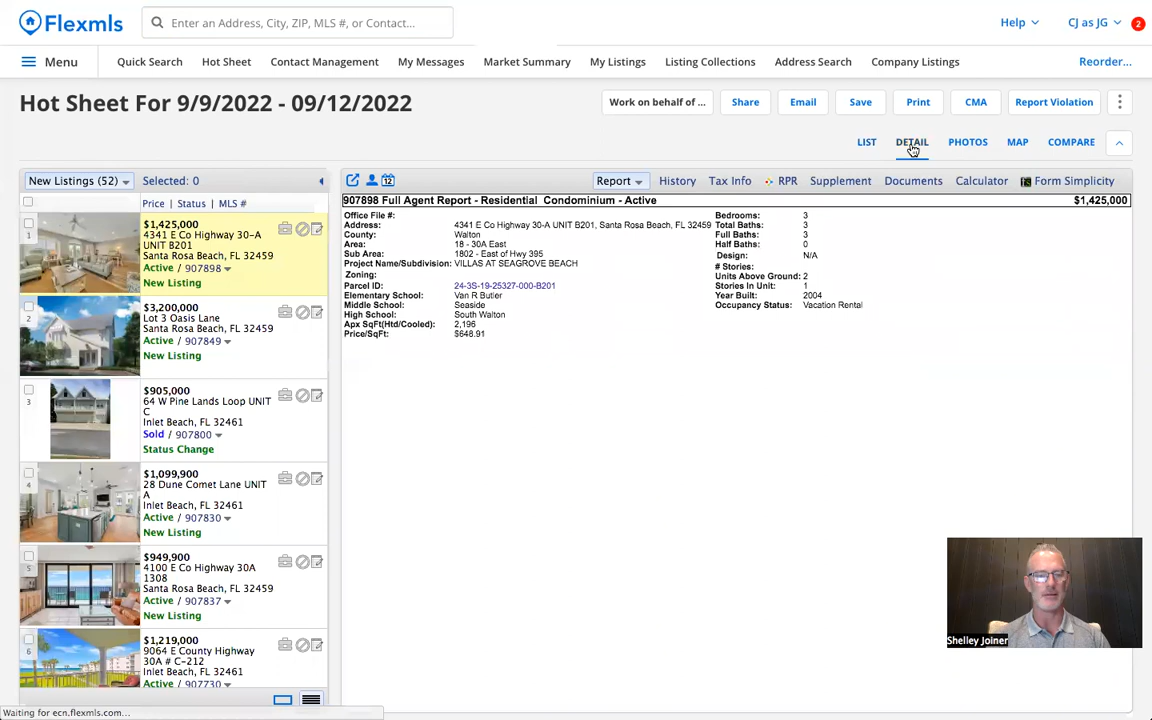 Flexmls
Enter an Address, City, ZIP, MLS #, or Contact...
Help
CJ as JG
2
Menu
Quick Search
Hot Sheet
Contact Management
My Messages
Market Summary
My Listings
Listing Collections
Address Search
Company Listings
Reorder...
Hot Sheet For 9/9/2022 - 09/12/2022
Work on behalf of ...
Share
Email
Save
Print
CMA
Report Violation
LIST
DETAIL
PHOTOS
MAP
COMPARE
New Listings (52)
Selected: 0
12
Report
History
Tax Info
RPR
Supplement
Documents
Calculator
Form Simplicity
Price | Status | MLS #
1
$1,425,000
4341 E Co Highway 30-A
UNIT B201
Santa Rosa Beach, FL 32459
Active / 907898
New Listing
2
$3,200,000
Lot 3 Oasis Lane
Santa Rosa Beach, FL 32459
Active / 907849
New Listing
3
$905,000
64 W Pine Lands Loop UNIT
C
Inlet Beach, FL 32461
Sold / 907800
Status Change
4
$1,099,900
28 Dune Comet Lane UNIT
A
Inlet Beach, FL 32461
Active / 907830
New Listing
5
$949,900
4100 E Co Highway 30A
1308
Santa Rosa Beach, FL 32459
Active / 907837
New Listing
6
$1,219,000
9064 E County Highway
30A # C-212
Inlet Beach, FL 32461
Active / 907730
907898 Full Agent Report - Residential Condominium - Active $1,425,000
Office File #:
Address: 4341 E Co Highway 30-A UNIT B201, Santa Rosa Beach, FL 32459
County: Walton
Area: 18 - 30A East
Sub Area: 1802 - East of Hwy 395
Project Name/Subdivision: VILLAS AT SEAGROVE BEACH
Zoning:
Parcel ID: 24-3S-19-25327-000-B201
Elementary School: Van R Butler
Middle School: Seaside
High School: South Walton
Apx SqFt(Htd/Cooled): 2,196
Price/SqFt: $648.91
Bedrooms: 3
Total Baths: 3
Full Baths: 3
Half Baths: 0
Design: N/A
# Stories:
Units Above Ground: 2
Stories In Unit: 1
Year Built: 2004
Occupancy Status: Vacation Rental
Shelley Joiner
Waiting for ecn.flexmls.com...